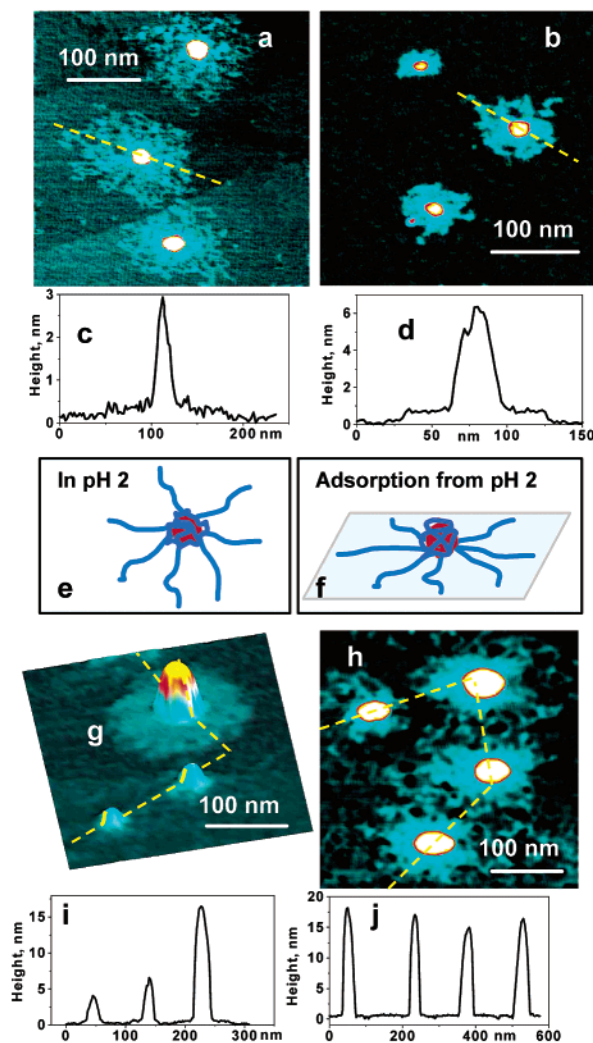 a
100 nm
b
100 nm
Height, nm
3
2
1
0
c
0
100
200 nm
Height, nm
6
4
2
0
d
0
50
nm
100
150
In pH 2
e
Adsorption from pH 2
f
g
100 nm
h
100 nm
Height, nm
15
10
5
0
i
0
100
200
300 nm
Height, nm
20
15
10
5
0
j
0
200
400
600 nm